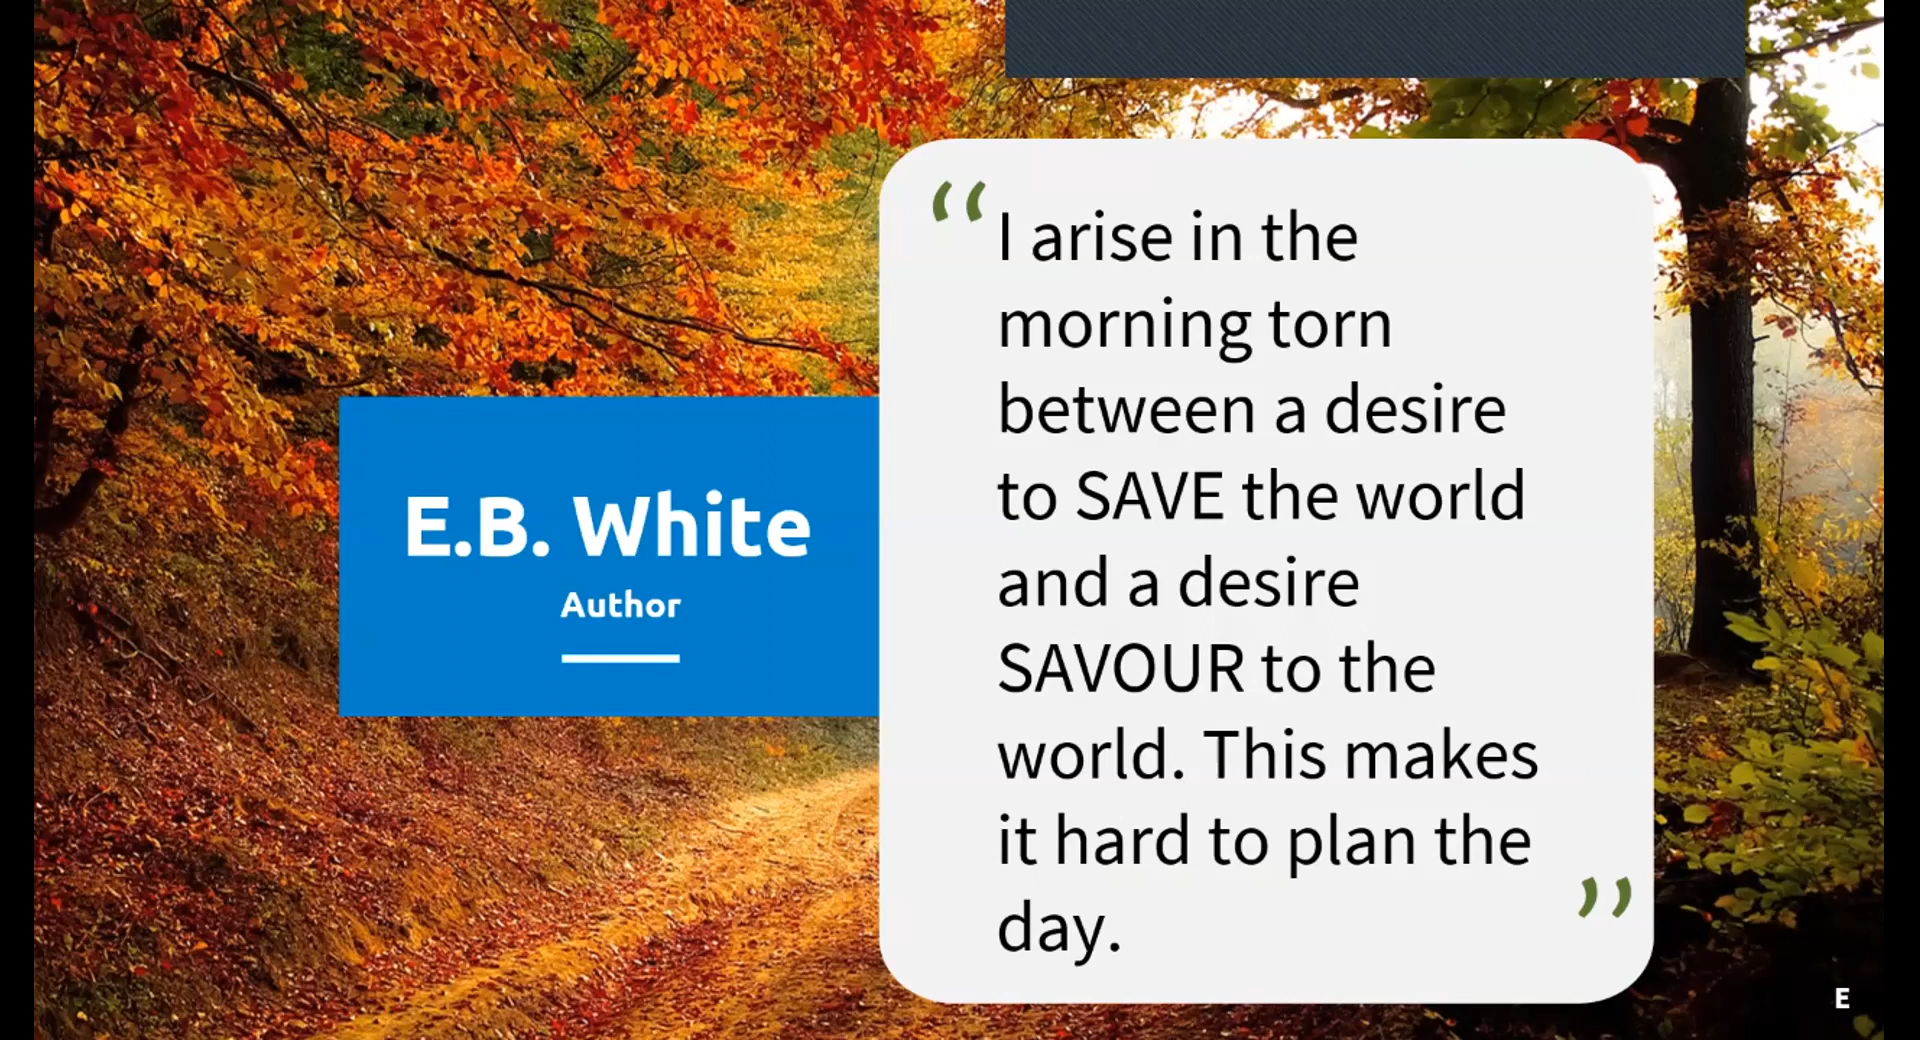 E.B. White
Author
“I arise in the
morning torn
between a desire
to SAVE the world
and a desire
SAVOUR to the
world. This makes
it hard to plan the
day.”
E